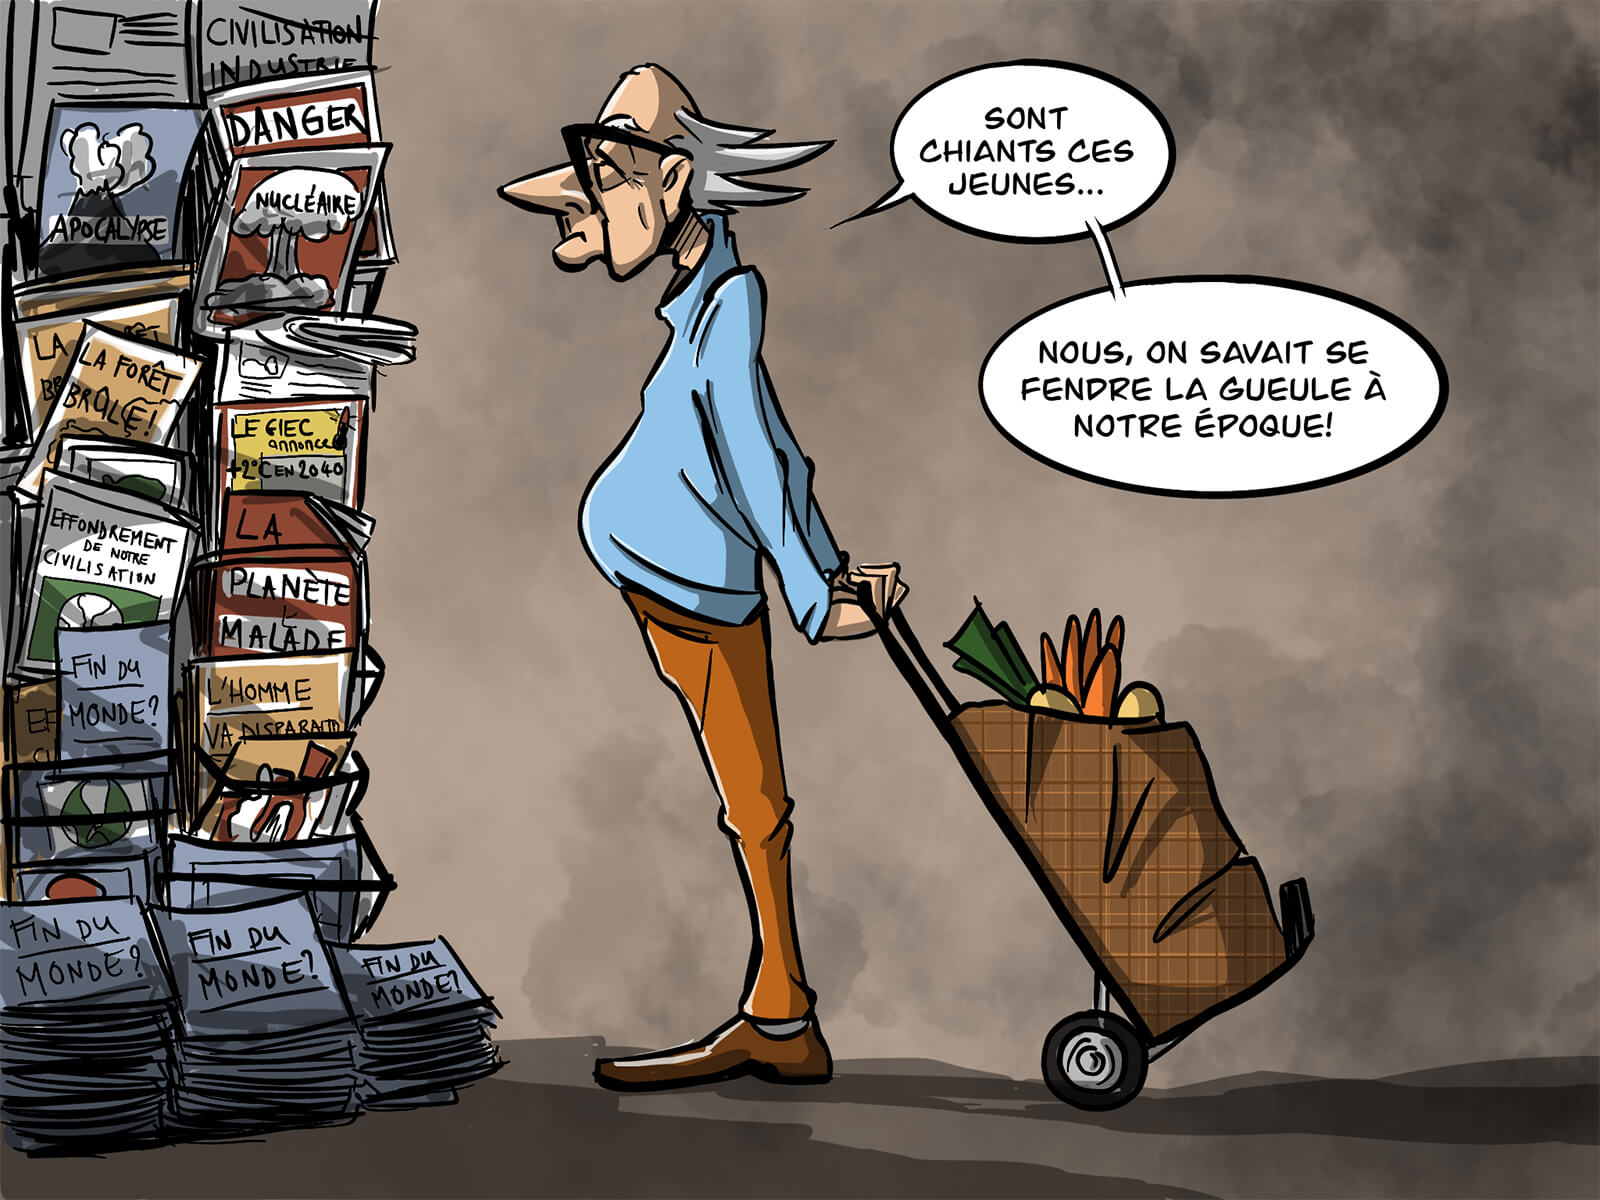 CIVILISATION
INDUSTRIE
DANGER
NUCLÉAIRE
APOCALYPSE
LA
LA FORÊT
BRÛLE!
LE GIEC
annonce
+2°C EN 2040
LA
PLANÈTE
MALADE
EFFONDREMENT
DE NOTRE
CIVILISATION
FIN DU
MONDE?
L'HOMME
VA
FIN DU
MONDE?
FIN DU
MONDE?
FIN DU
MONDE?
SONT
CHIANTS CES
JEUNES...
NOUS, ON SAVAIT SE
FENDRE LA GUEULE À
NOTRE ÉPOQUE!